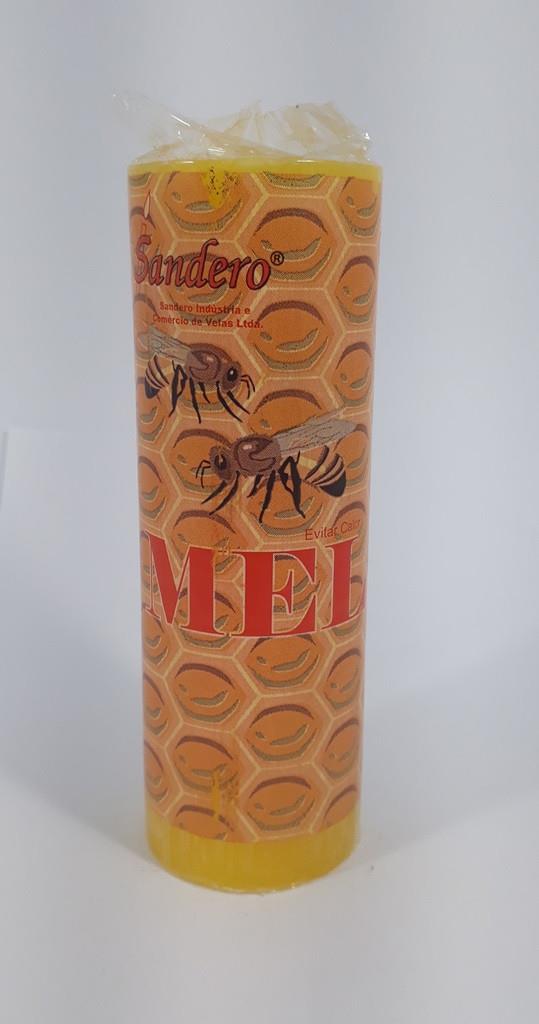 Sandero®
Sandero Indústria e
Comércio de Velas Ltda.
Evitar Calor
MEL